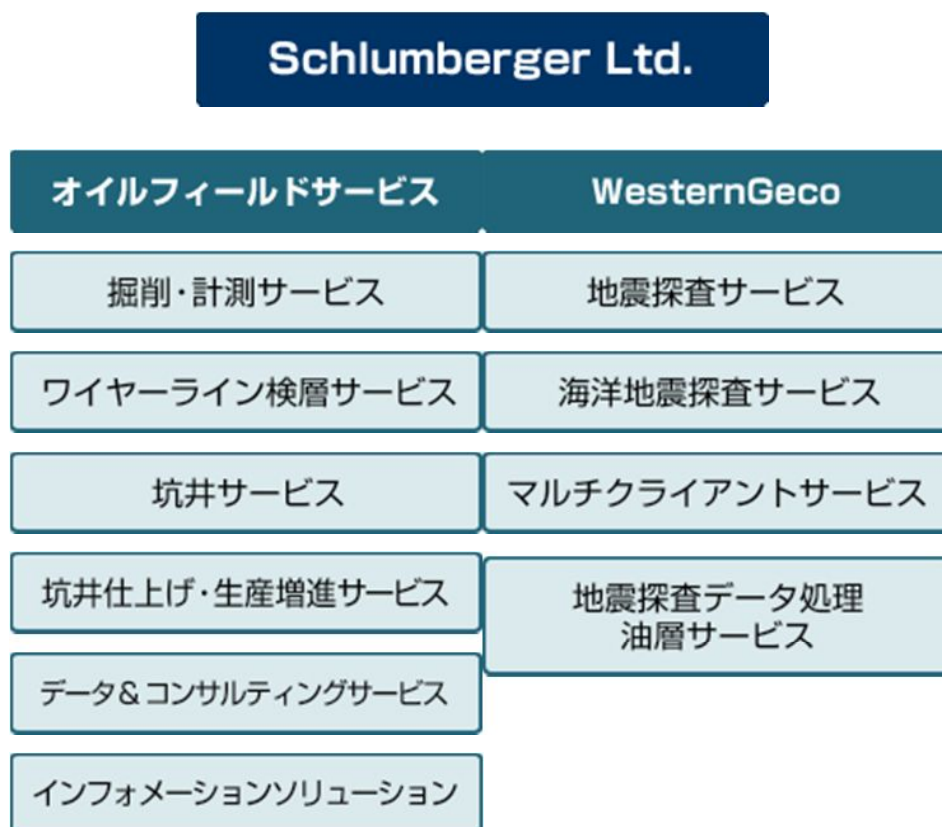 Schlumberger Ltd.
オイルフィールドサービス
掘削・計測サービス
ワイヤーライン検層サービス
坑井サービス
坑井仕上げ・生産増進サービス
データ&コンサルティングサービス
インフォメーションソリューション
WesternGeco
地震探査サービス
海洋地震探査サービス
マルチクライアントサービス
地震探査データ処理
油層サービス